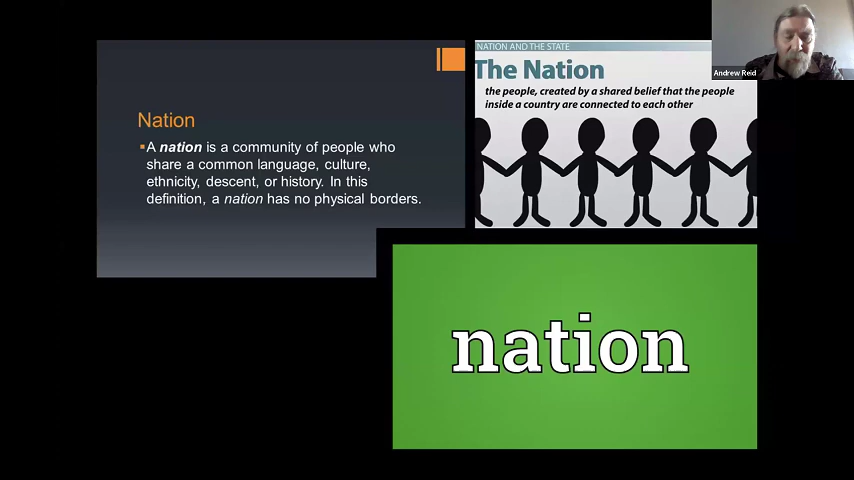 Nation
▪A nation is a community of people who
share a common language, culture,
ethnicity, descent, or history. In this
definition, a nation has no physical borders.
NATION AND THE STATE
The Nation
the people, created by a shared belief that the people
inside a country are connected to each other
Andrew Reid
nation